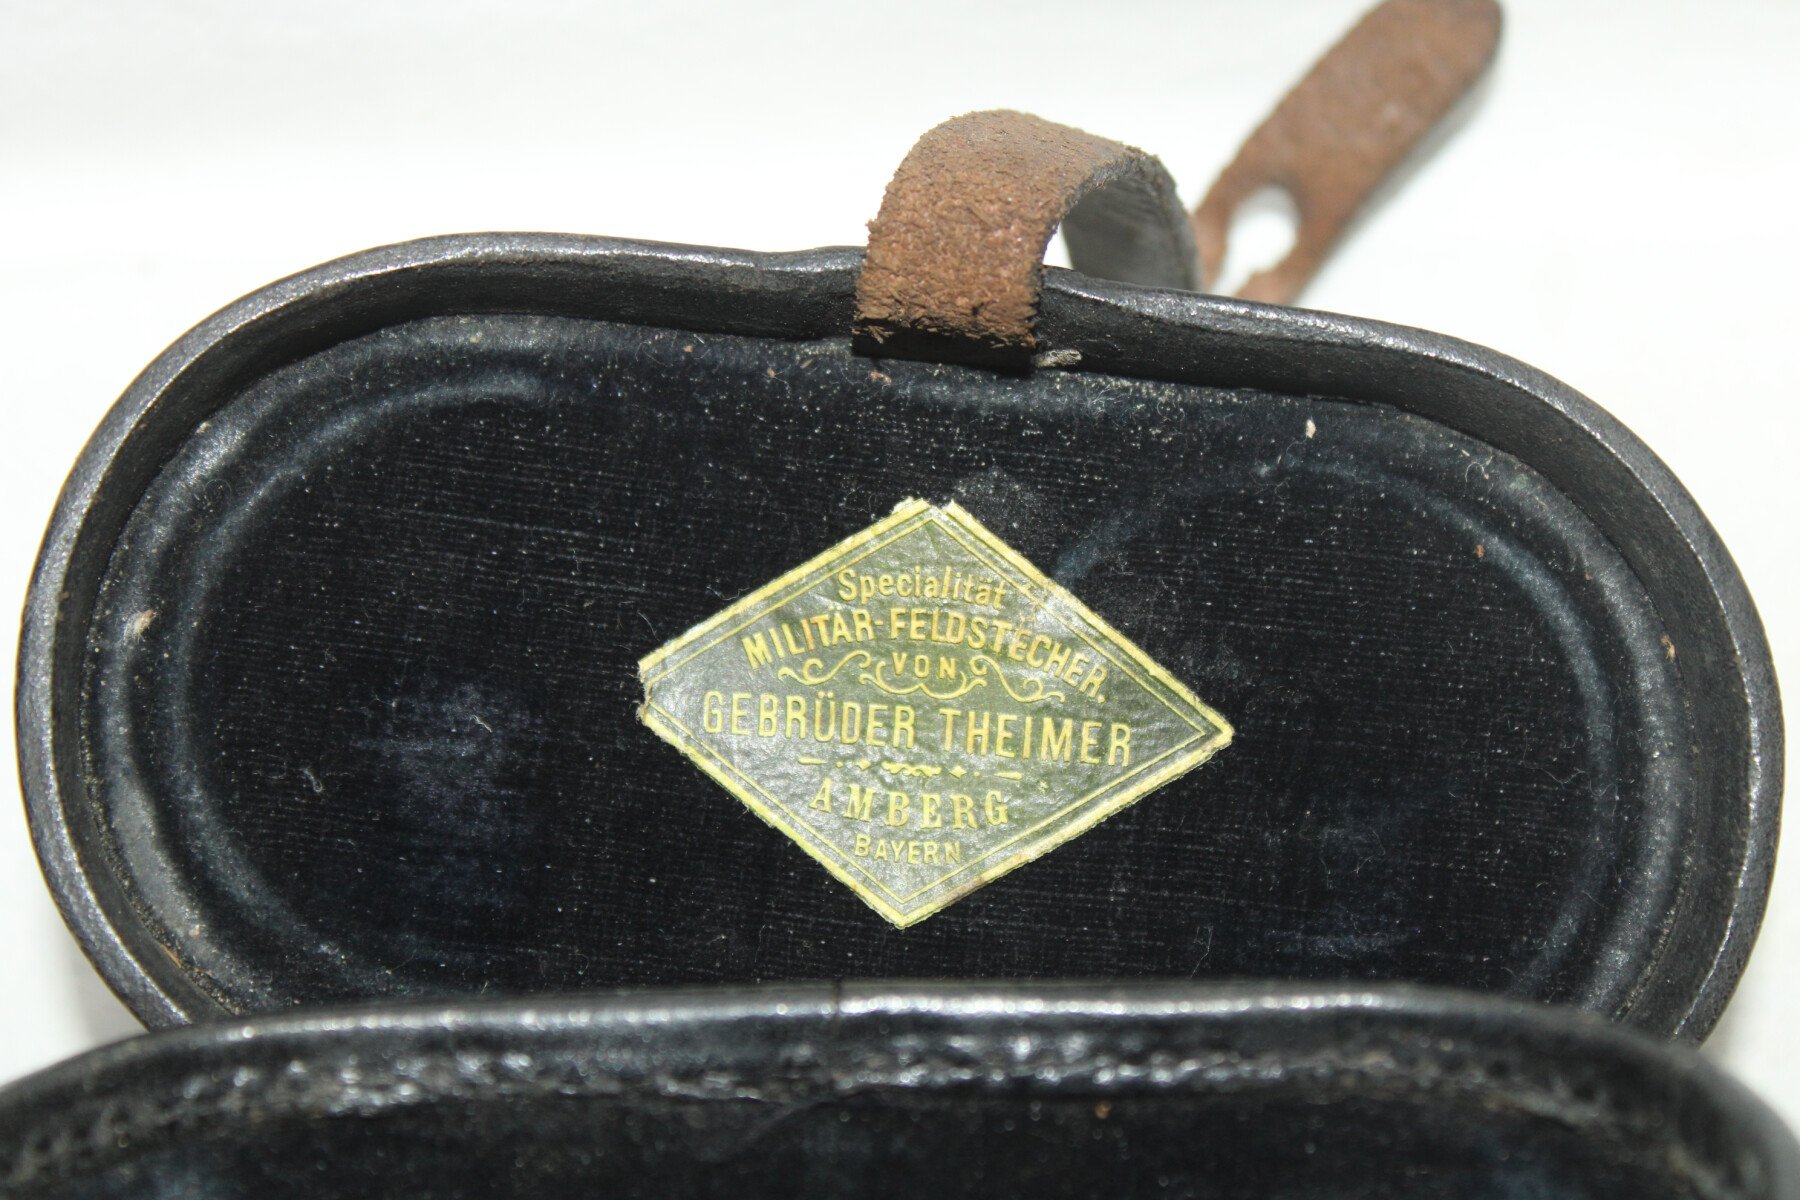 Specialität
MILITÄR-FELDSTECHER.
VON
GEBRÜDER THEIMER
AMBERG
BAYERN